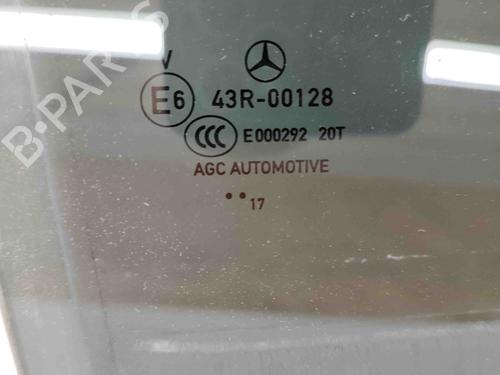 V
E6 43R-00128
CCC E000292 20T
AGC AUTOMOTIVE
•• 17
B-PARTS